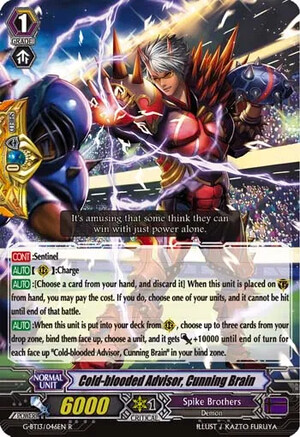 1
GRADE
It's amusing that some think they can
win with just power alone.
CONT:Sentinel
AUTO[ ]:Charge
AUTO:[Choose a card from your hand, and discard it] When this unit is placed on
from hand, you may pay the cost. If you do, choose one of your units, and it cannot be hit
until end of that battle.
AUTO:When this unit is put into your deck from , choose up to three cards from your
drop zone, bind them face up, choose a unit, and it gets +10000 until end of turn for
each face up "Cold-blooded Advisor, Cunning Brain" in your bind zone.
NORMAL
UNIT
Cold-blooded Advisor, Cunning Brain
POWER
6000
1
CRITICAL
Spike Brothers
Demon
G-BT13/046EN R
ILLUST / KAZTO FURUYA